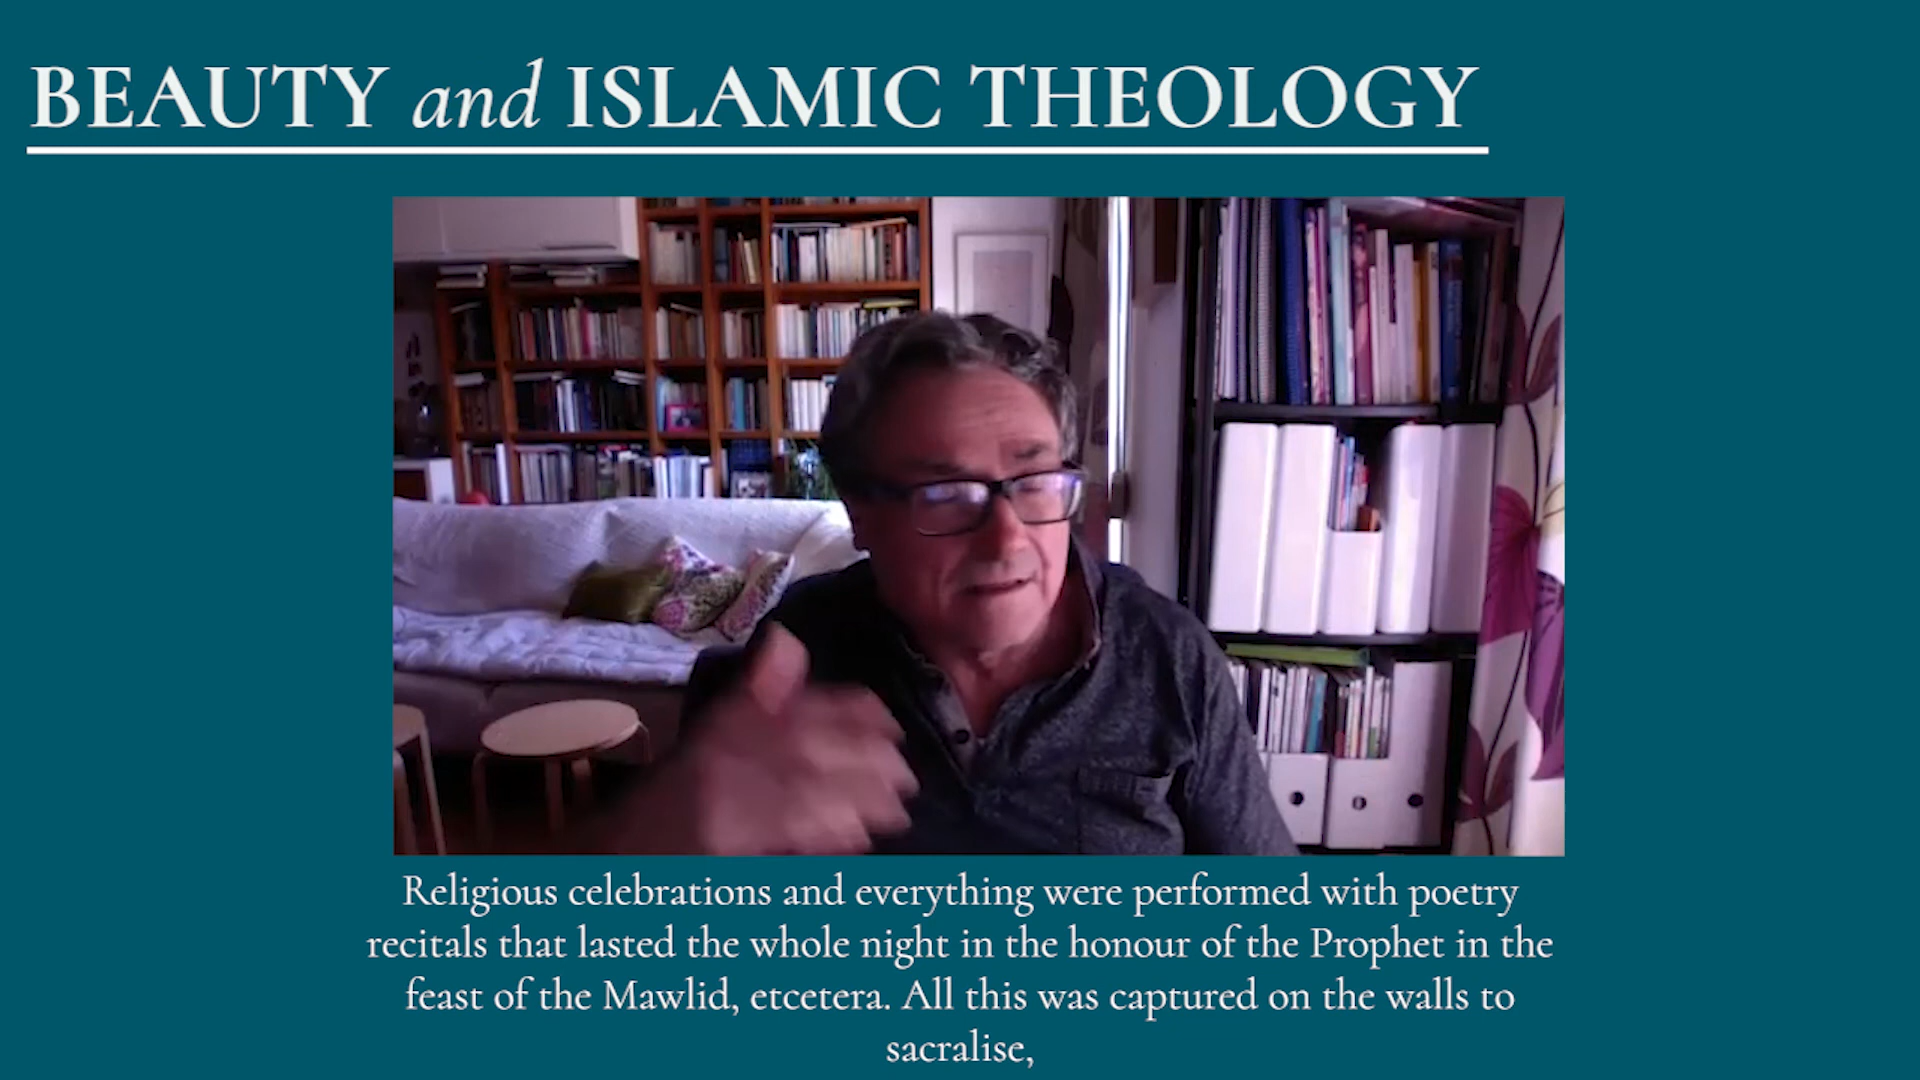 BEAUTY and ISLAMIC THEOLOGY
Religious celebrations and everything were performed with poetry
recitals that lasted the whole night in the honour of the Prophet in the
feast of the Mawlid, etcetera. All this was captured on the walls to
sacralise,